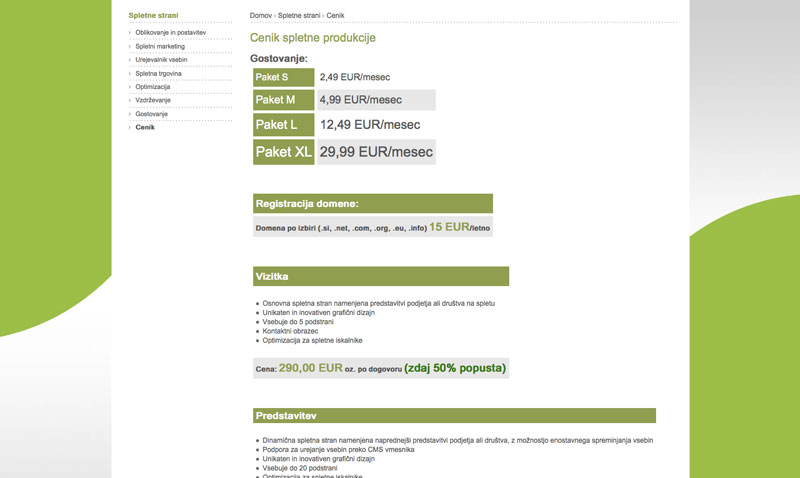 Spletne strani
› Oblikovanje in postavitev
› Spletni marketing
› Urejevalnik vsebin
› Spletna trgovina
› Optimizacija
› Vzdrževanje
› Gostovanje
› Cenik
Domov › Spletne strani › Cenik
Cenik spletne produkcije
Gostovanje:
Paket S 2,49 EUR/mesec
Paket M 4,99 EUR/mesec
Paket L 12,49 EUR/mesec
Paket XL 29,99 EUR/mesec
Registracija domene:
Domena po izbiri (.si, .net, .com, .org, .eu, .info) 15 EUR/letno
Vizitka
• Osnovna spletna stran namenjena predstavitvi podjetja ali društva na spletu
• Unikaten in inovativen grafični dizajn
• Vsebuje do 5 podstrani
• Kontaktni obrazec
• Optimizacija za spletne iskalnike
Cena: 290,00 EUR oz. po dogovoru (zdaj 50% popusta)
Predstavitev
• Dinamična spletna stran namenjena naprednejši predstavitvi podjetja ali društva, z možnostjo enostavnega spreminjanja vsebin
• Podpora za urejanje vsebin preko CMS vmesnika
• Unikaten in inovativen grafični dizajn
• Vsebuje do 20 podstrani
• Optimizacija za spletne iskalnike